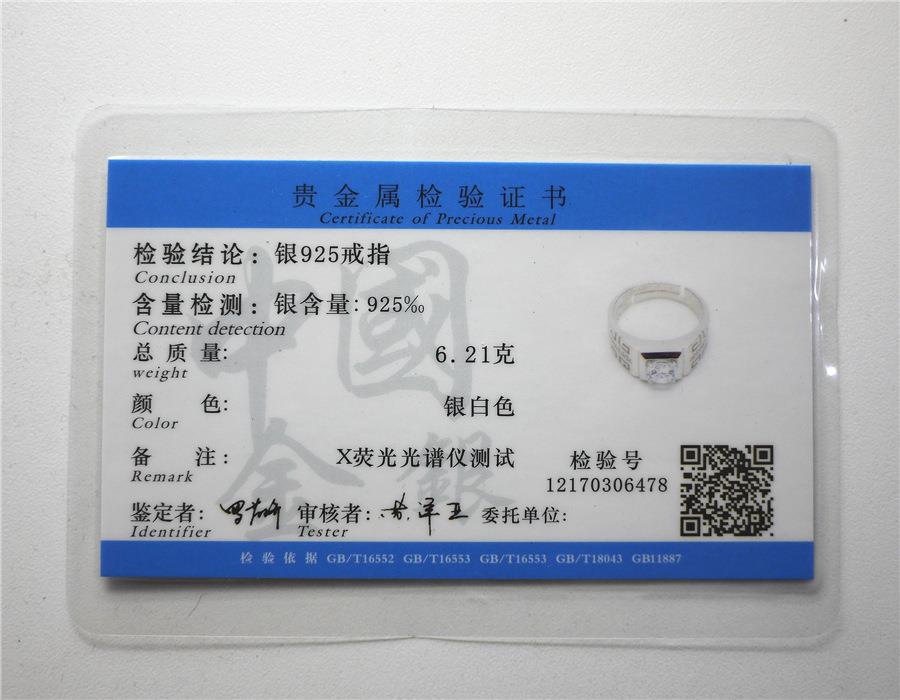 贵金属检验证书
Certificate of Precious Metal
检验结论：银925戒指
Conclusion
含量检测：银含量：925‰
Content detection
总质量： 6.21克
weight
颜色： 银白色
Color
备注： X荧光光谱仪测试
Remark
检验号
12170306478
鉴定者： 审核者： 委托单位：
Identifier Tester
检验依据 GB/T16552 GB/T16553 GB/T16553 GB/T18043 GB11887
中國
金銀